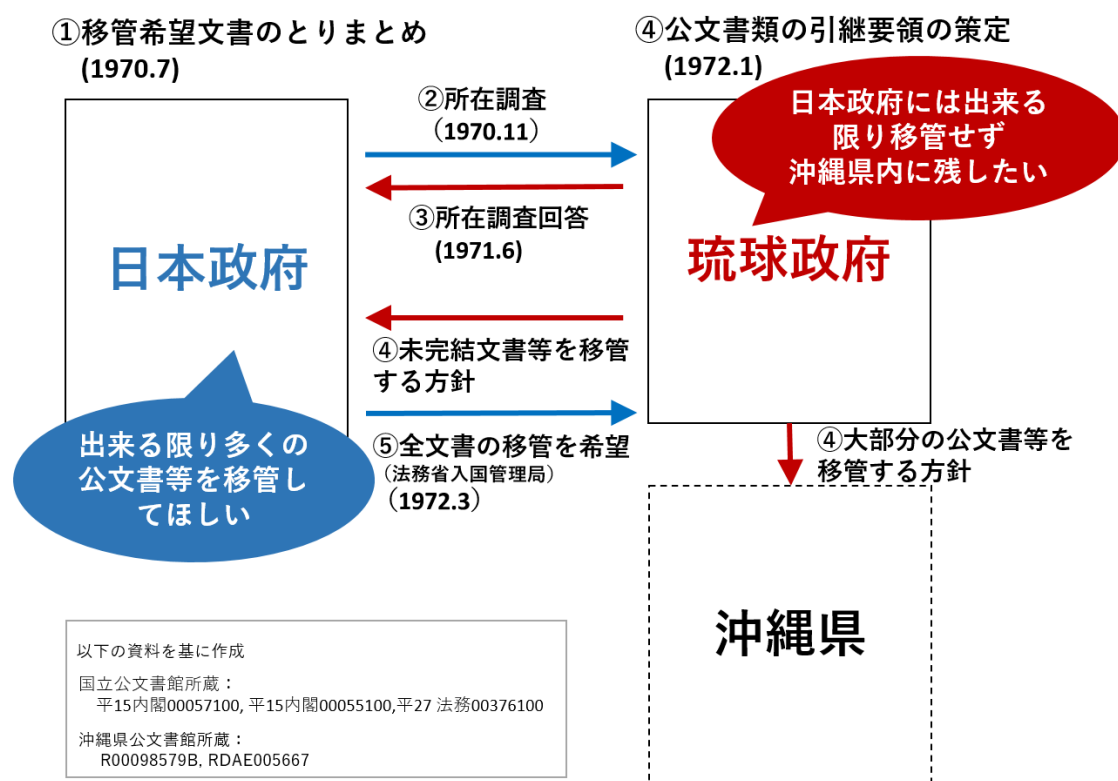 ①移管希望文書のとりまとめ
(1970.7)
④公文書類の引継要領の策定
(1972.1)
②所在調査
（1970.11）
日本政府には出来る
限り移管せず
沖縄県内に残したい
③所在調査回答
(1971.6)
日本政府
琉球政府
④未完結文書等を移管
する方針
出来る限り多くの
公文書等を移管し
てほしい
⑤全文書の移管を希望
（法務省入国管理局）
（1972.3）
④大部分の公文書等を
移管する方針
沖縄県
以下の資料を基に作成
国立公文書館所蔵：
平15内閣00057100, 平15内閣00055100,平27 法務00376100
沖縄県公文書館所蔵：
R00098579B, RDAE005667